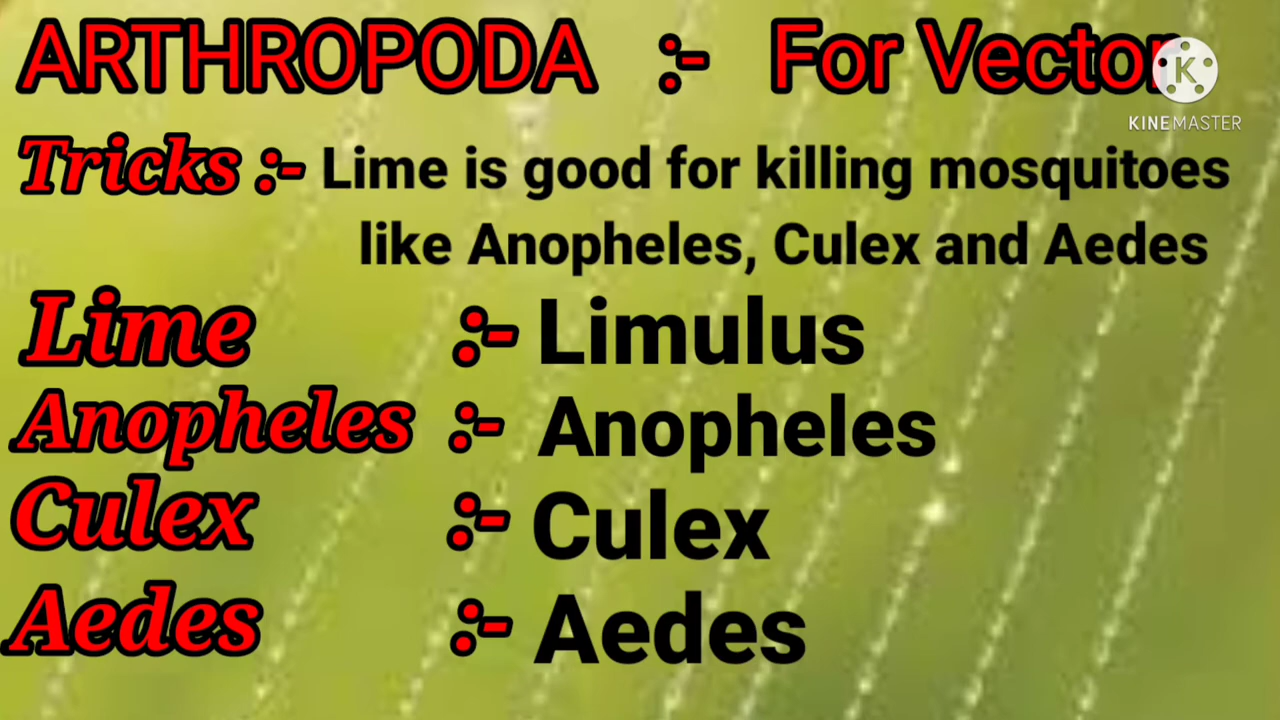 ARTHROPODA :- For Vector
KINEMASTER
Tricks :- Lime is good for killing mosquitoes
like Anopheles, Culex and Aedes
Lime :- Limulus
Anopheles :- Anopheles
Culex :- Culex
Aedes :- Aedes